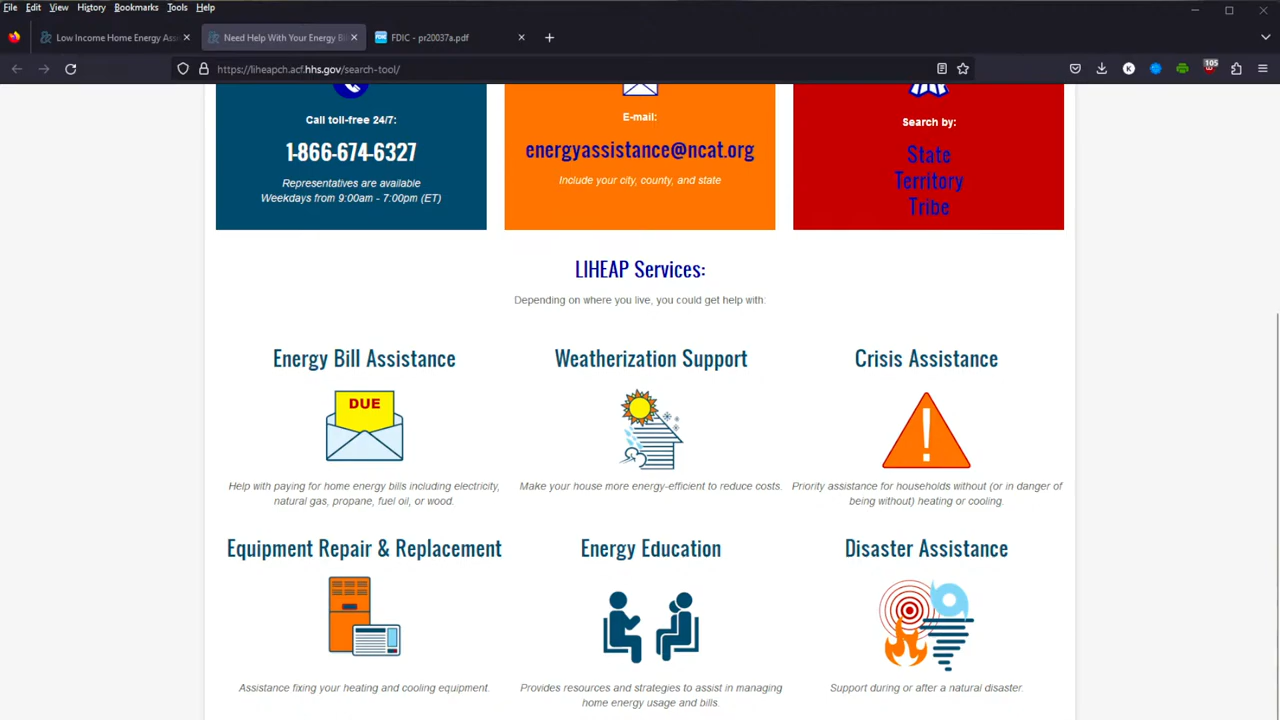 File Edit View History Bookmarks Tools Help
Low Income Home Energy Ass
Need Help With Your Energy Bi
FDIC - pr20037a.pdf
https://liheapch.acf.hhs.gov/search-tool/
105
Call toll-free 24/7:
1-866-674-6327
Representatives are available
Weekdays from 9:00am - 7:00pm (ET)
E-mail:
energyassistance@ncat.org
Include your city, county, and state
Search by:
State
Territory
Tribe
LIHEAP Services:
Depending on where you live, you could get help with:
Energy Bill Assistance
DUE
Help with paying for home energy bills including electricity,
natural gas, propane, fuel oil, or wood.
Weatherization Support
Make your house more energy-efficient to reduce costs.
Crisis Assistance
!
Priority assistance for households without (or in danger of
being without) heating or cooling.
Equipment Repair & Replacement
Assistance fixing your heating and cooling equipment.
Energy Education
Provides resources and strategies to assist in managing
home energy usage and bills.
Disaster Assistance
Support during or after a natural disaster.